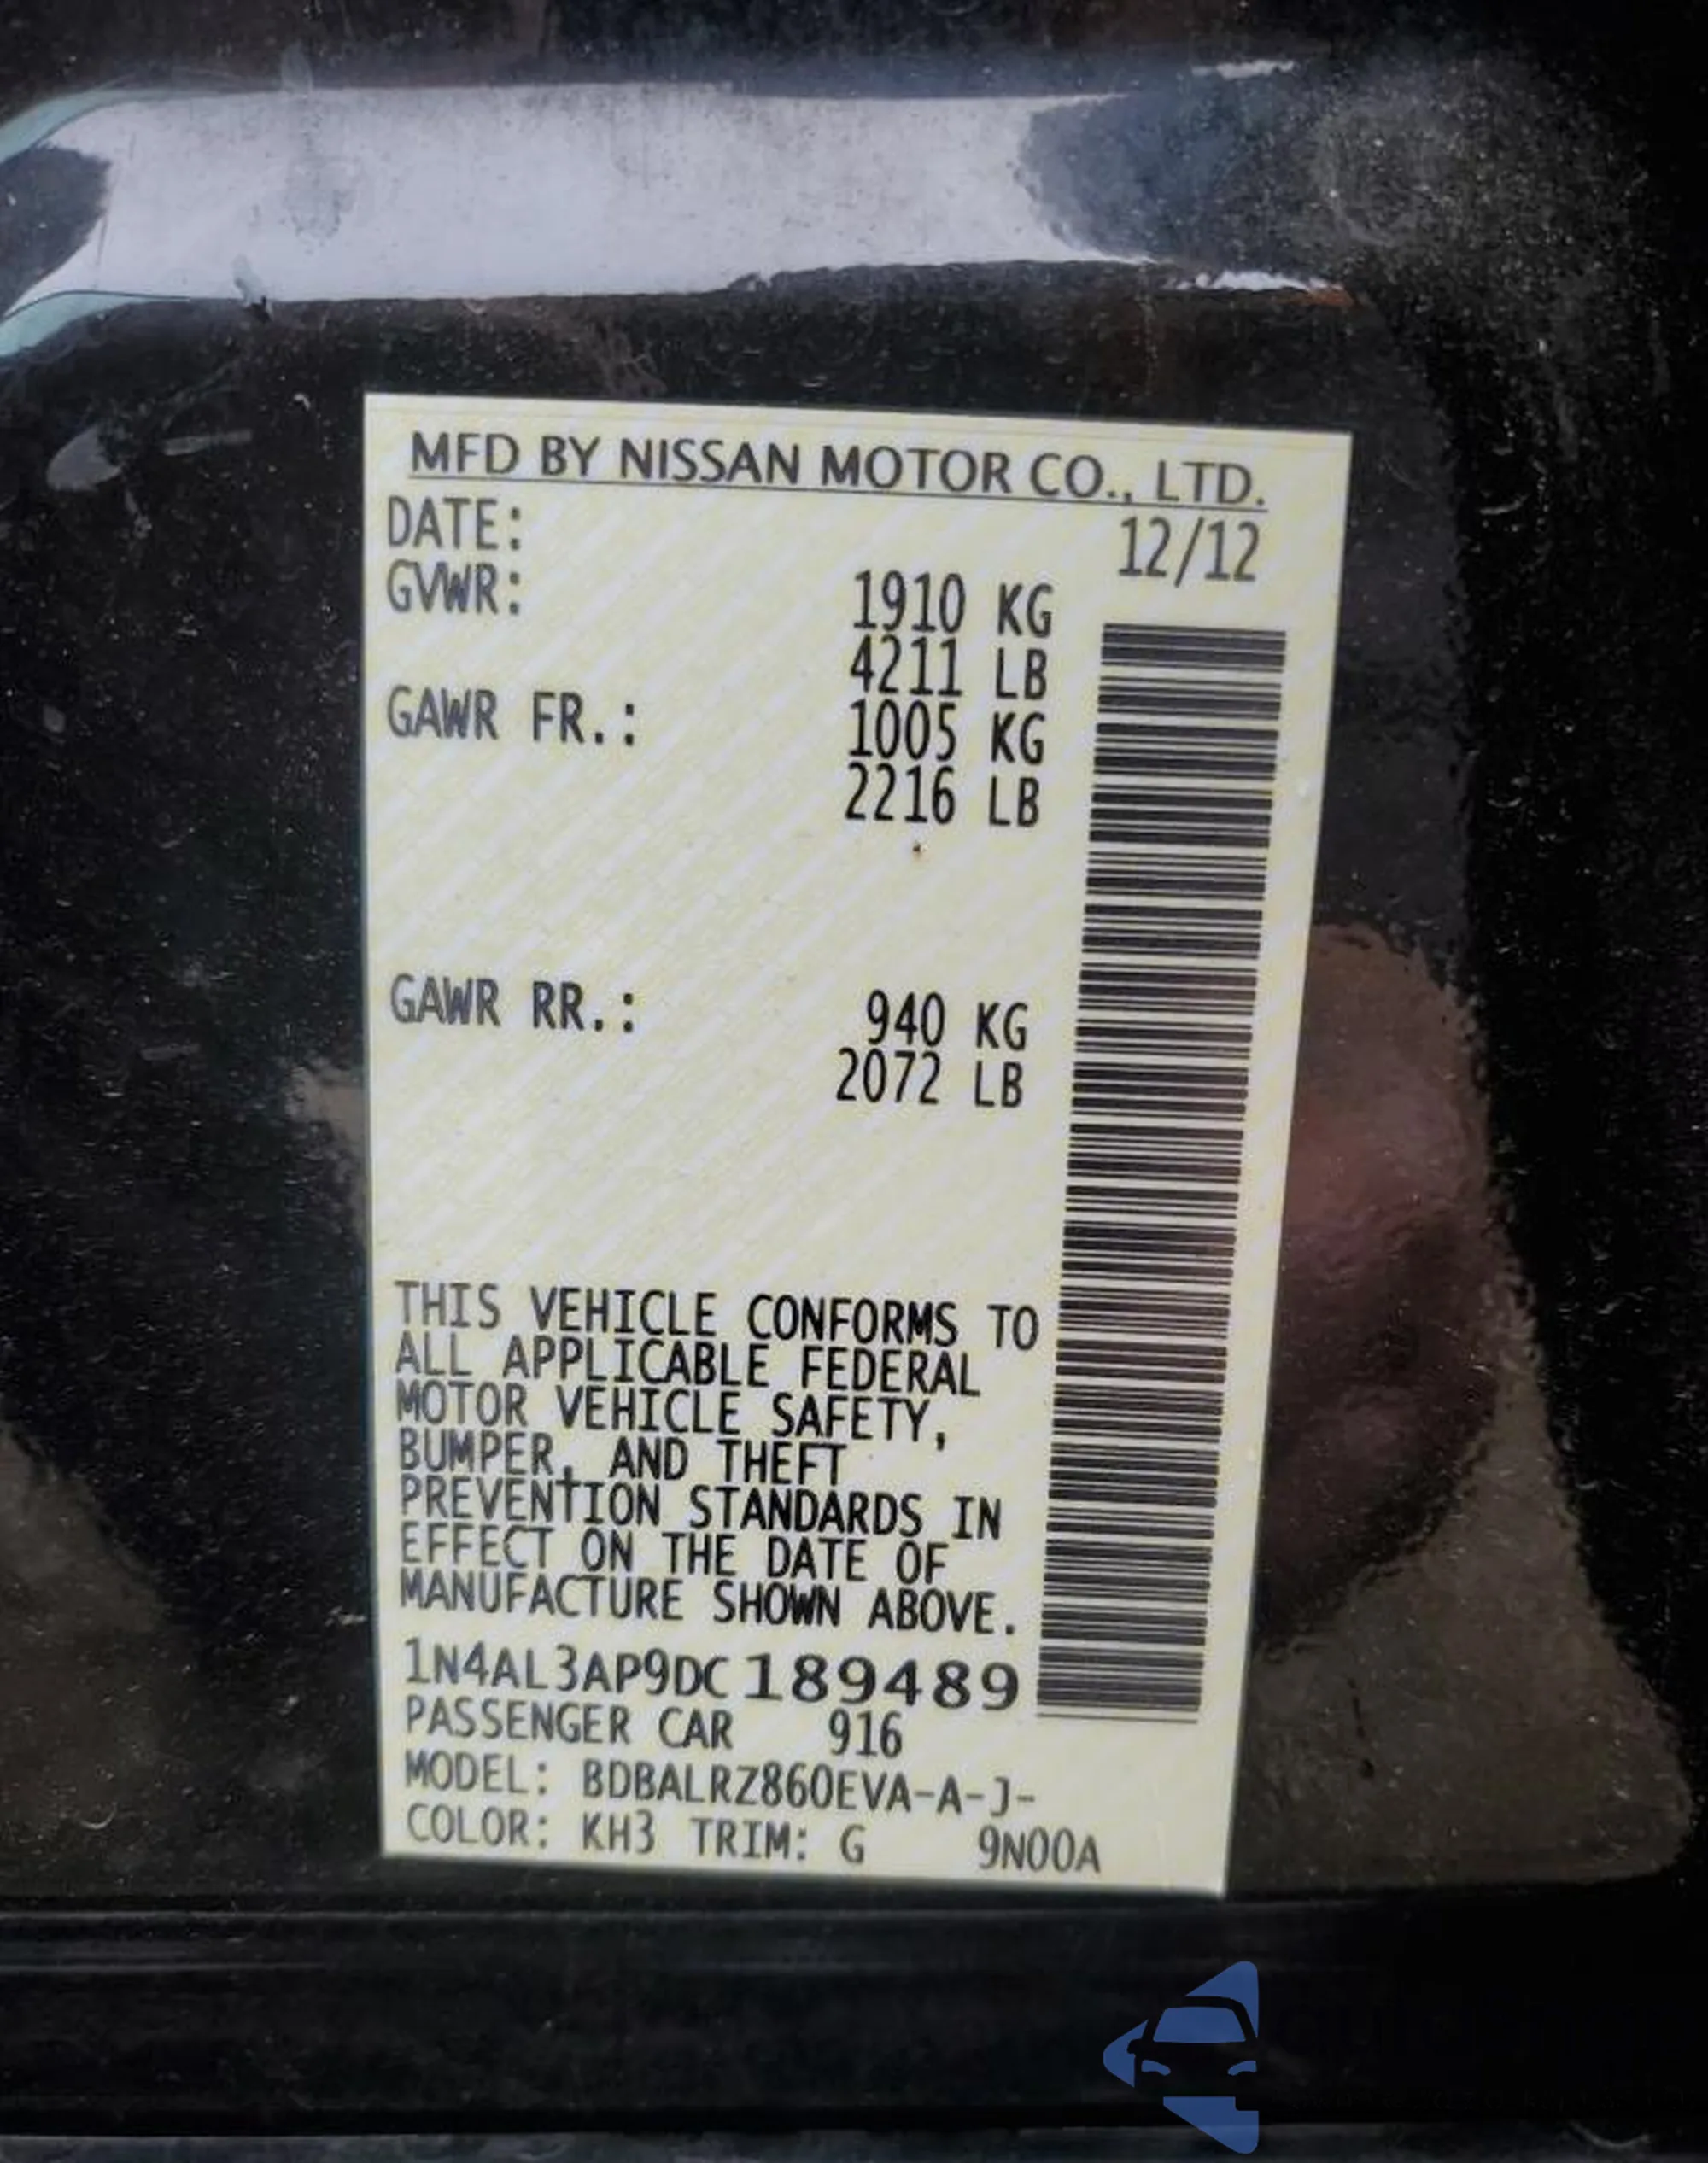 MFD BY NISSAN MOTOR CO., LTD.
DATE: 12/12
GVWR: 1910 KG
4211 LB
GAWR FR.: 1005 KG
2216 LB
GAWR RR.: 940 KG
2072 LB
THIS VEHICLE CONFORMS TO
ALL APPLICABLE FEDERAL
MOTOR VEHICLE SAFETY,
BUMPER, AND THEFT
PREVENTION STANDARDS IN
EFFECT ON THE DATE OF
MANUFACTURE SHOWN ABOVE.
1N4AL3AP9DC189489
PASSENGER CAR 916
MODEL: BDBALRZ860EVA-A-J-
COLOR: KH3 TRIM: G 9N00A